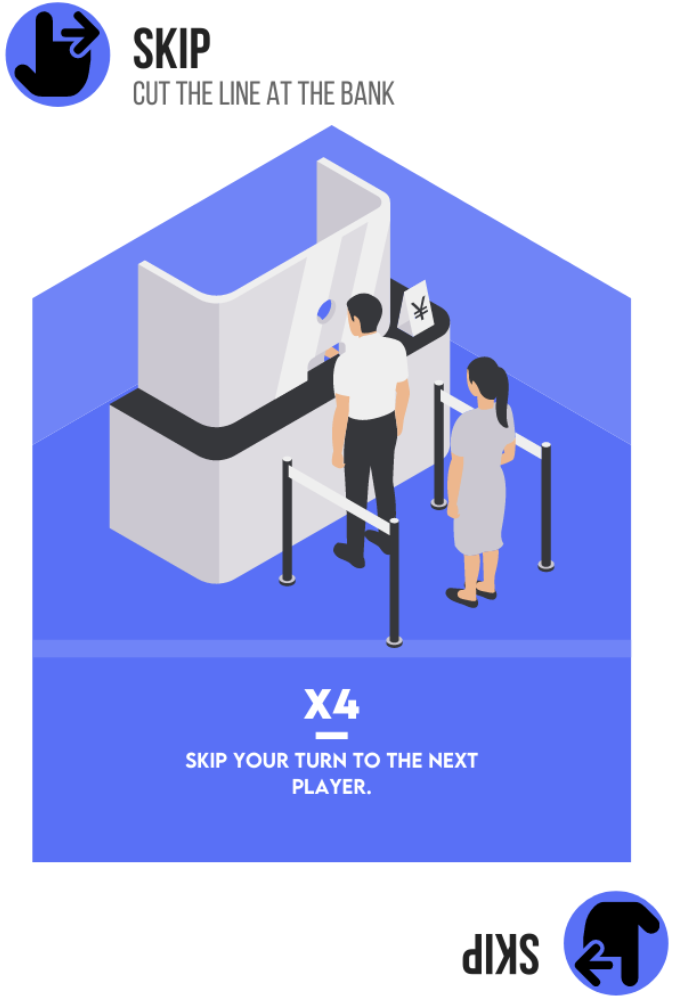 SKIP
CUT THE LINE AT THE BANK
¥
X4
SKIP YOUR TURN TO THE NEXT
PLAYER.
SKIP